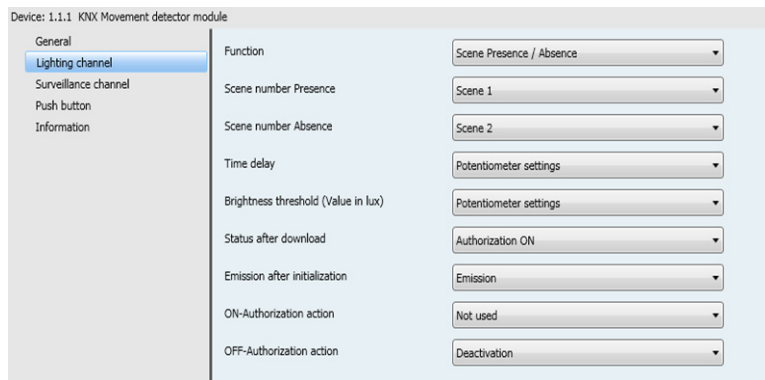 Device: 1.1.1 KNX Movement detector module
General
Lighting channel
Surveillance channel
Push button
Information
Function Scene Presence / Absence
Scene number Presence Scene 1
Scene number Absence Scene 2
Time delay Potentiometer settings
Brightness threshold (Value in lux) Potentiometer settings
Status after download Authorization ON
Emission after initialization Emission
ON-Authorization action Not used
OFF-Authorization action Deactivation